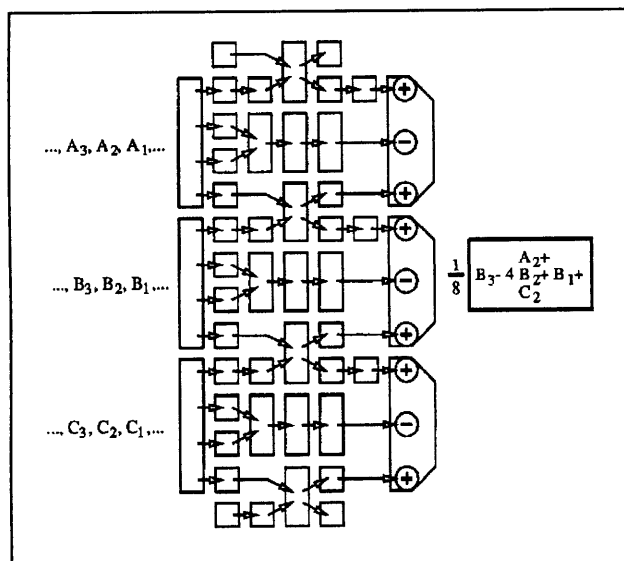 +
..., A₃, A₂, A₁,...
−
+
+
..., B₃, B₂, B₁,...
−
1/8
A₂+
B₃- 4 B₂+ B₁+
C₂
+
+
..., C₃, C₂, C₁,...
−
+